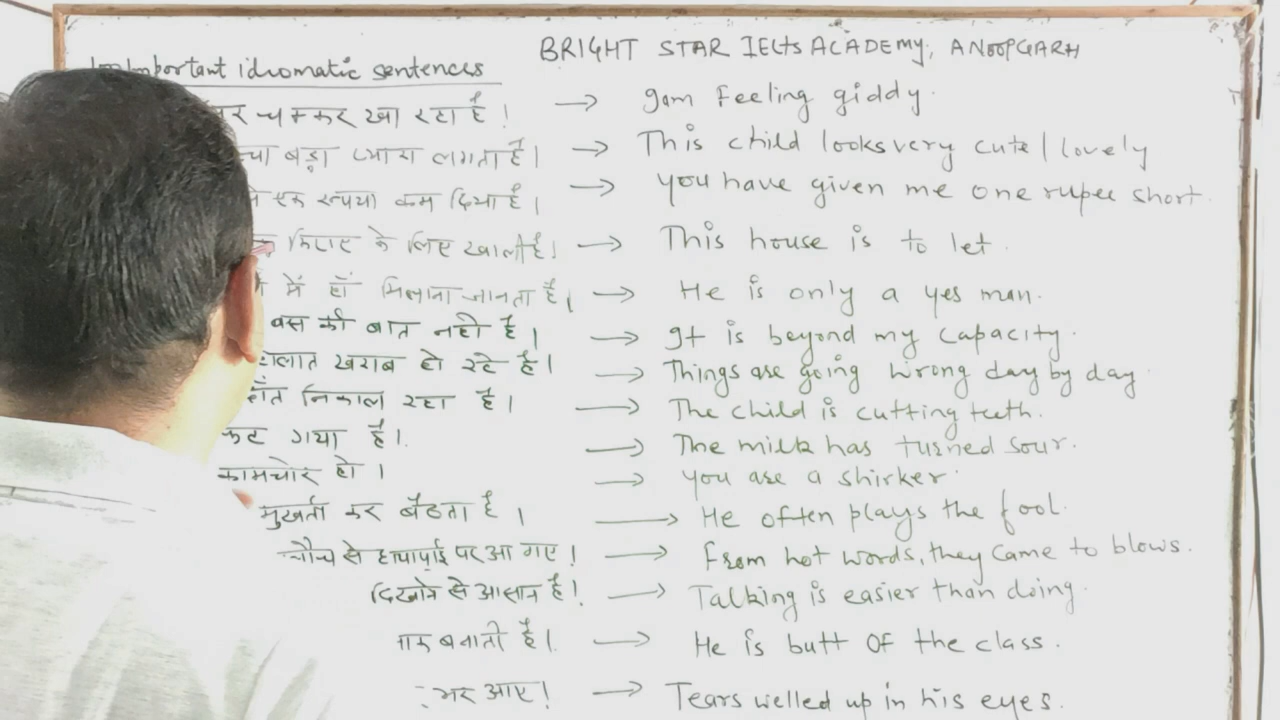 BRIGHT STAR IELTS ACADEMY, ANOOPGARH
Important idiomatic sentences
चक्कर खा रहा है! → I am Feeling giddy.
बड़ा प्यारा लगता है। → This child looks very cute / lovely
एक रूपया कम दिया है। → You have given me one rupee short.
किराए के लिए खाली है। → This house is to let.
में हाँ मिलाना जानता है। → He is only a yes man.
बस की बात नही है। → It is beyond my capacity.
हालात खराब हो रहे है। → Things are going wrong day by day.
निकाल रहा है। → The child is cutting teeth.
गया है। → The milk has turned sour.
कामचोर हो। → You are a shirker.
मुर्खता कर बैठता है। → He often plays the fool.
से हाथापाई पर आ गए! → From hot words, they came to blows.
से आसान है! → Talking is easier than doing.
बनाती है। → He is butt of the class.
भर आए! → Tears welled up in his eyes.